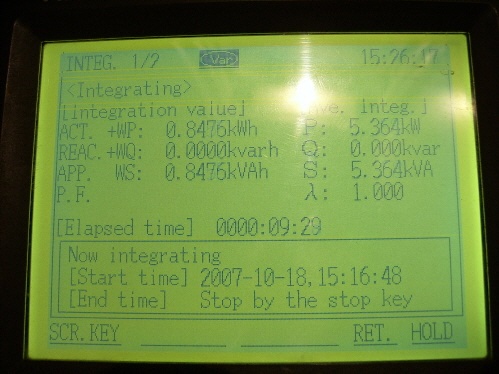 INTEG. 1/2 Var 15:26:17
<Integrating>
[integration value] ve. integ.]
ACT. +WP: 0.8476kWh P: 5.364kW
REAC.+WQ: 0.0000kvarh Q: 0.000kvar
APP. WS: 0.8476kVAh S: 5.364kVA
P.F. λ: 1.000
[Elapsed time] 0000:09:29
Now integrating
[Start time] 2007-10-18,15:16:48
[End time] Stop by the stop key
SCR.KEY RET. HOLD